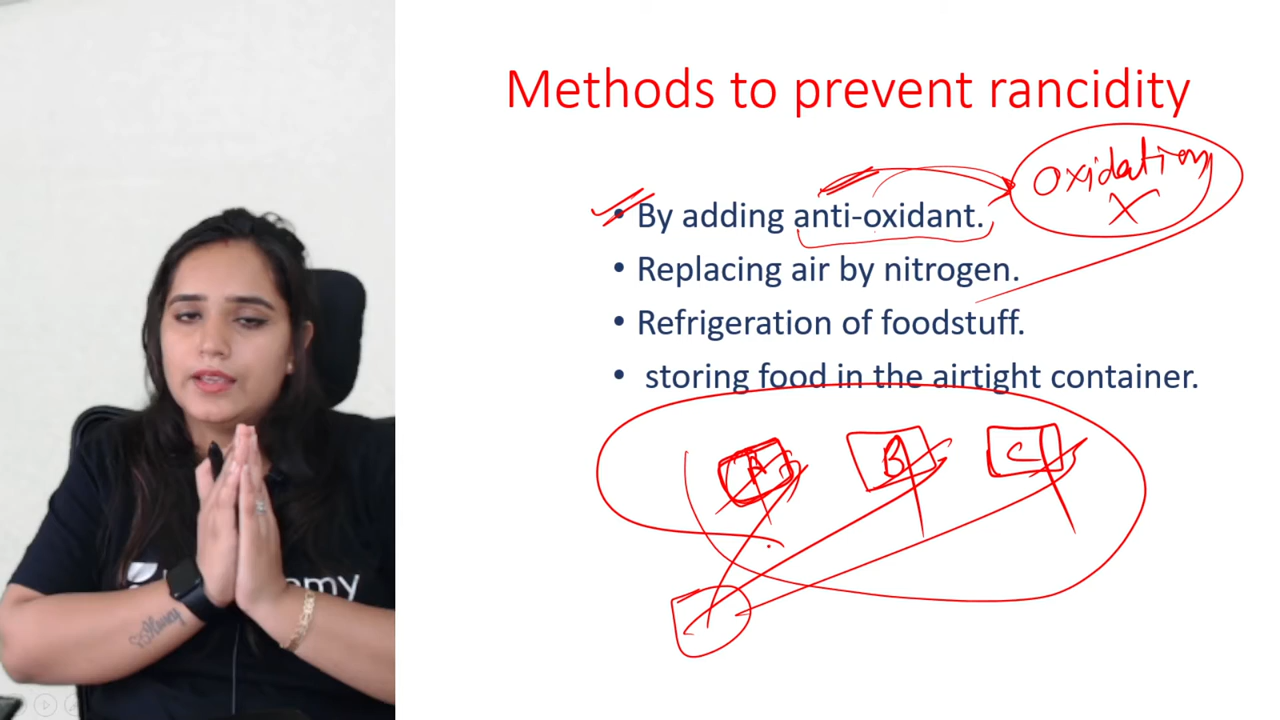 Methods to prevent rancidity
Oxidation
X
• By adding anti-oxidant.
• Replacing air by nitrogen.
• Refrigeration of foodstuff.
• storing food in the airtight container.
A B C